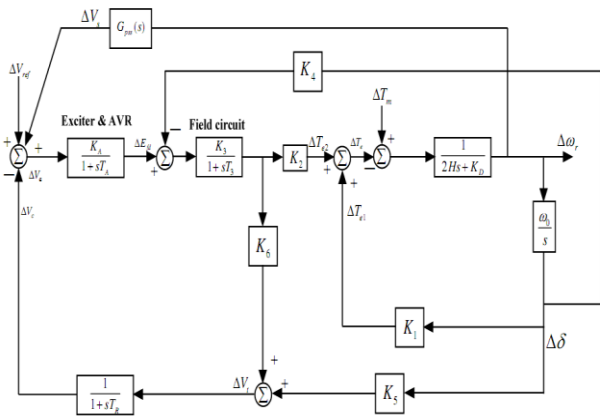 ΔV_s
G_pss(s)
ΔV_ref
K_4
ΔT_m
Exciter & AVR
Field circuit
+
+
+
−
K_A
1 + sT_A
ΔE_fd
−
+
K_3
1 + sT_3
K_2
ΔT_e2
+
+
ΔT_e
−
+
1
2Hs + K_D
Δω_r
ΔV_c
ΔT_e1
ω_0
s
K_6
K_1
Δδ
+
+
ΔV_t
K_5
1
1 + sT_R